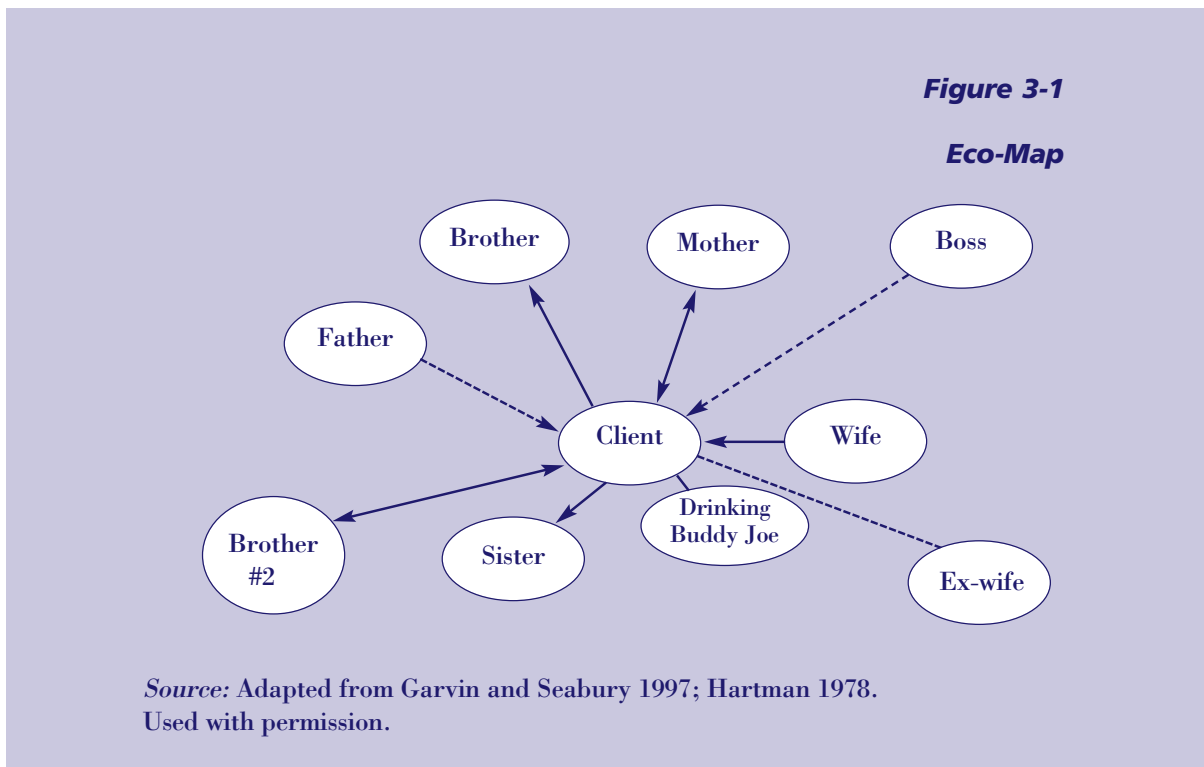 Figure 3-1
Eco-Map
Brother
Mother
Boss
Father
Client
Wife
Drinking
Buddy Joe
Brother
#2
Sister
Ex-wife
Source: Adapted from Garvin and Seabury 1997; Hartman 1978.
Used with permission.